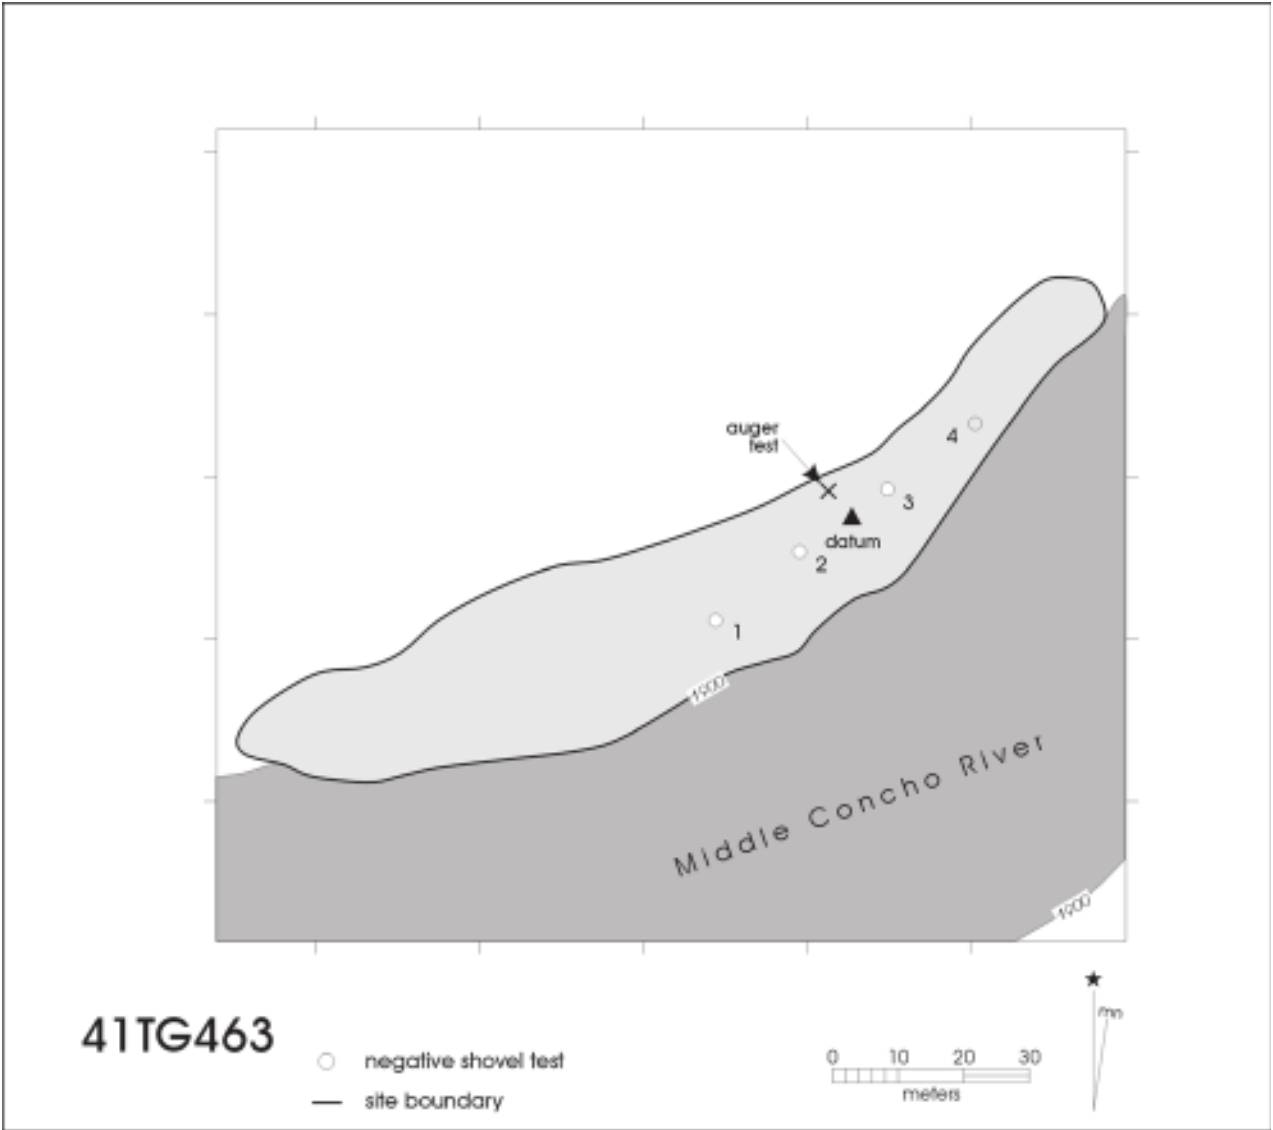 auger
test
4
3
datum
2
1
1900
Middle Concho River
1900
mn
41TG463
negative shovel test
site boundary
0 10 20 30
meters